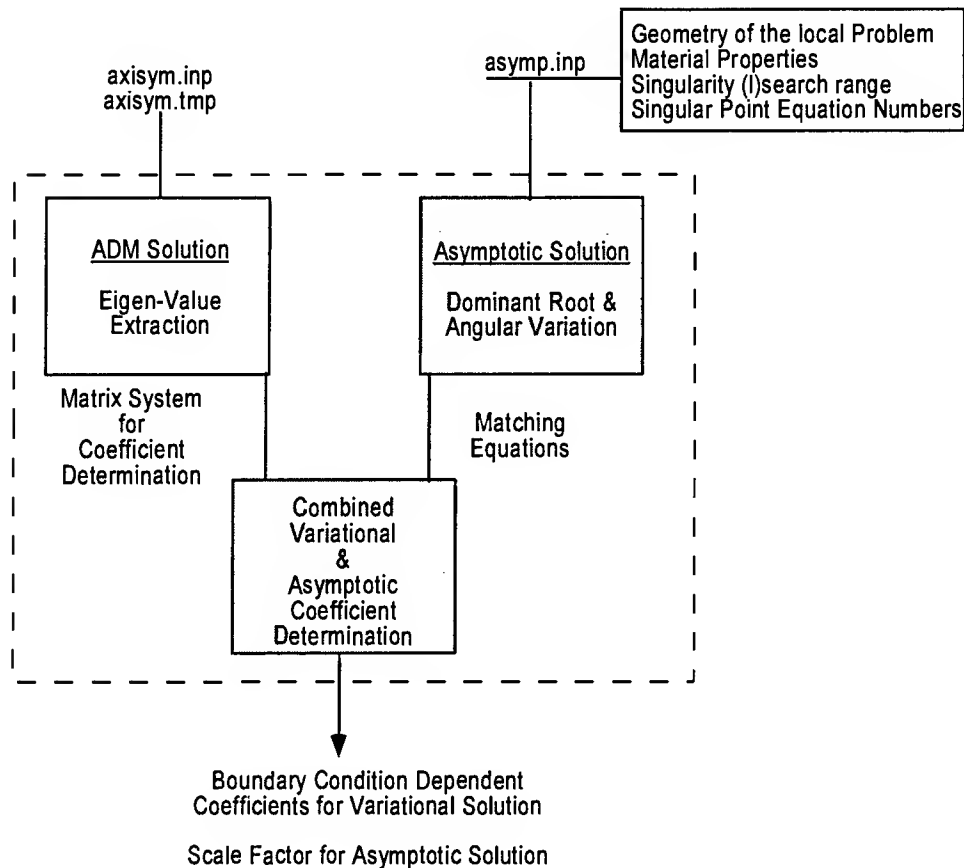 axisym.inp
axisym.tmp
asymp.inp
Geometry of the local Problem
Material Properties
Singularity (l)search range
Singular Point Equation Numbers
ADM Solution
Eigen-Value
Extraction
Asymptotic Solution
Dominant Root &
Angular Variation
Matrix System
for
Coefficient
Determination
Matching
Equations
Combined
Variational
&
Asymptotic
Coefficient
Determination
Boundary Condition Dependent
Coefficients for Variational Solution
Scale Factor for Asymptotic Solution